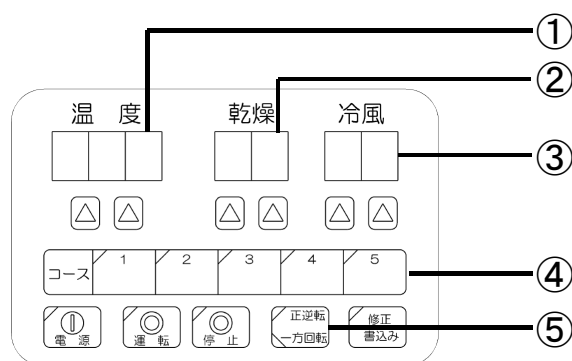 ①
②
温 度 乾燥 冷風
③
コース 1 2 3 4 5
④
電 源 運 転 停 止 正逆転 修正
一方回転 書込み
⑤